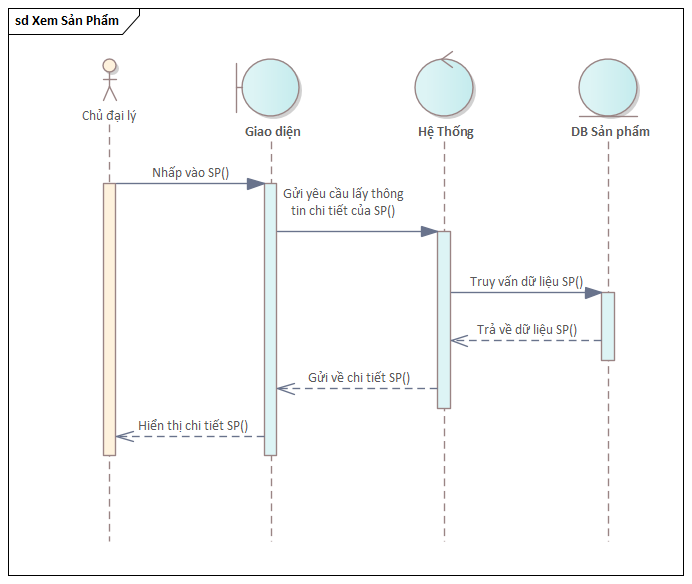 sd Xem Sản Phẩm
Chủ đại lý
Giao diện
Hệ Thống
DB Sản phẩm
Nhấp vào SP()
Gửi yêu cầu lấy thông
tin chi tiết của SP()
Truy vấn dữ liệu SP()
Trả về dữ liệu SP()
Gửi về chi tiết SP()
Hiển thị chi tiết SP()